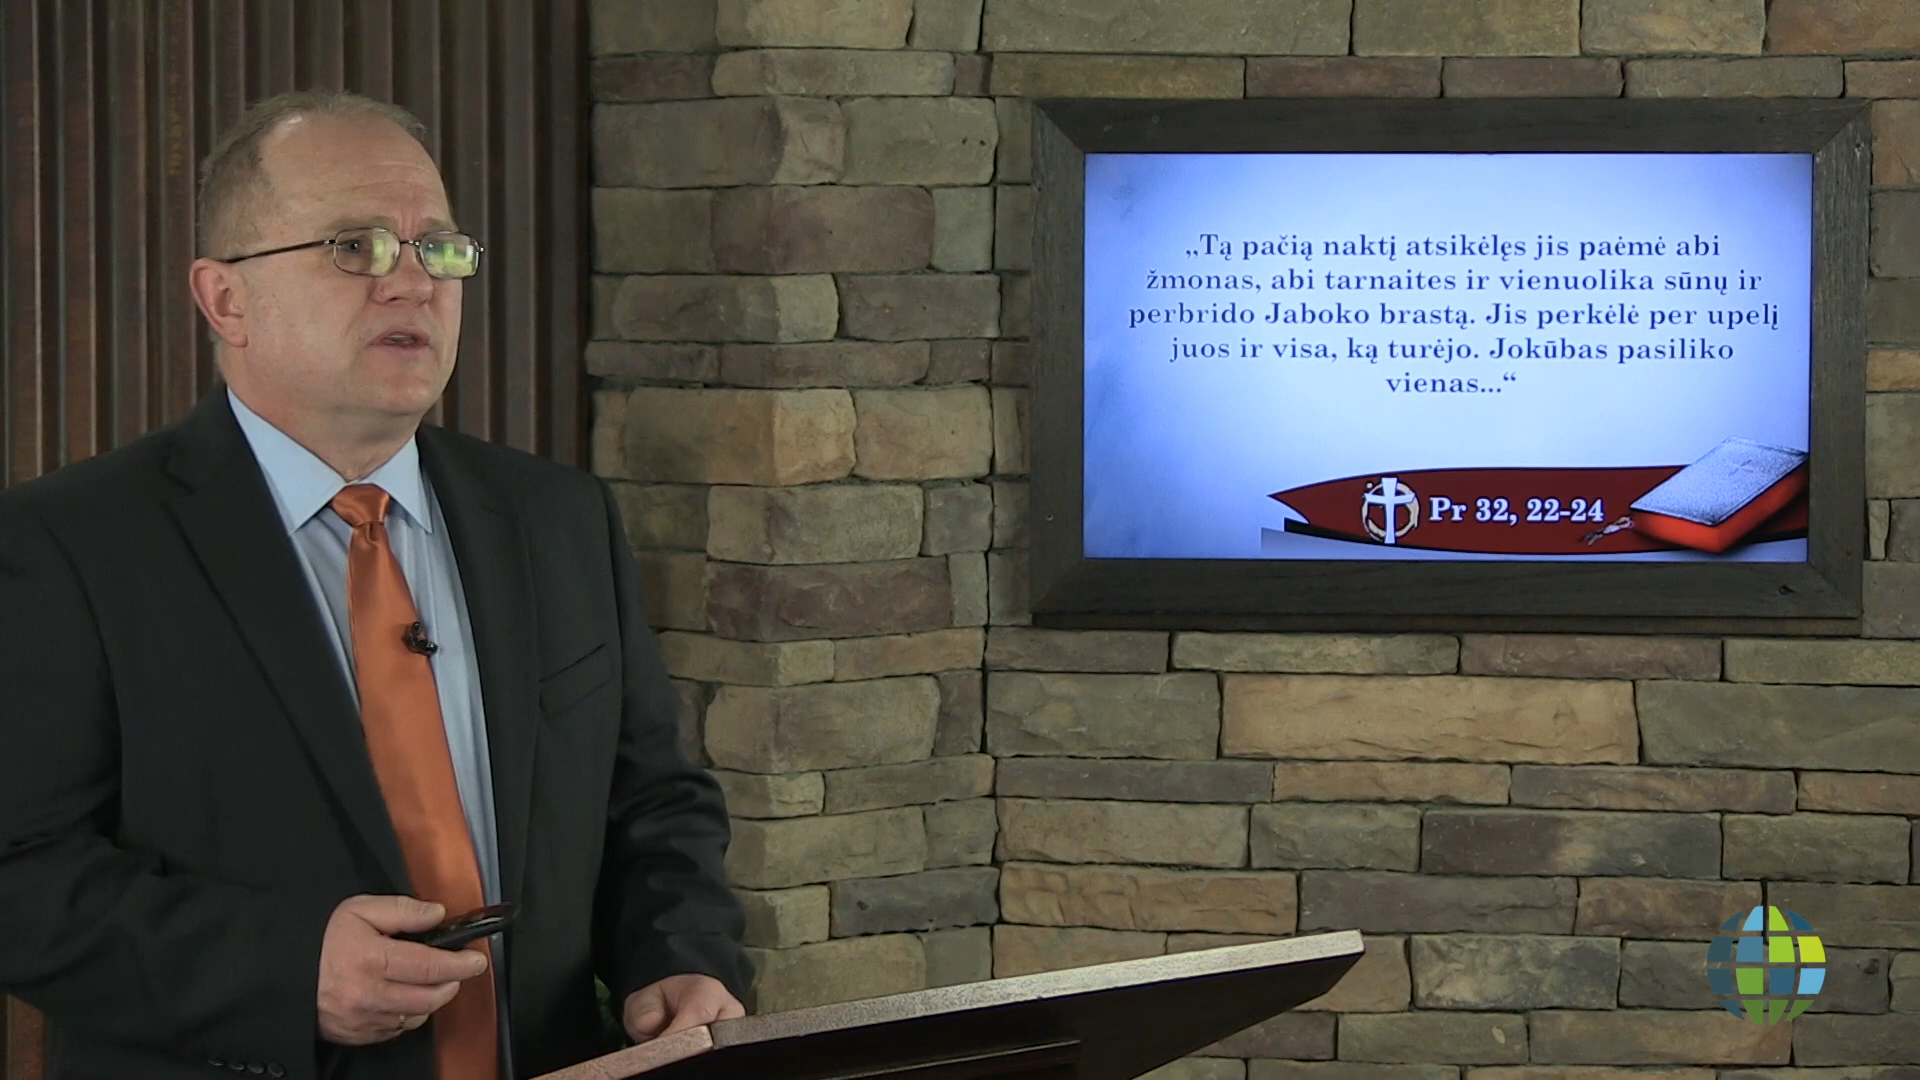 „Tą pačią naktį atsikėlęs jis paėmė abi
žmonas, abi tarnaites ir vienuolika sūnų ir
perbrido Jaboko brastą. Jis perkėlė per upelį
juos ir visa, ką turėjo. Jokūbas pasiliko
vienas...“
Pr 32, 22-24